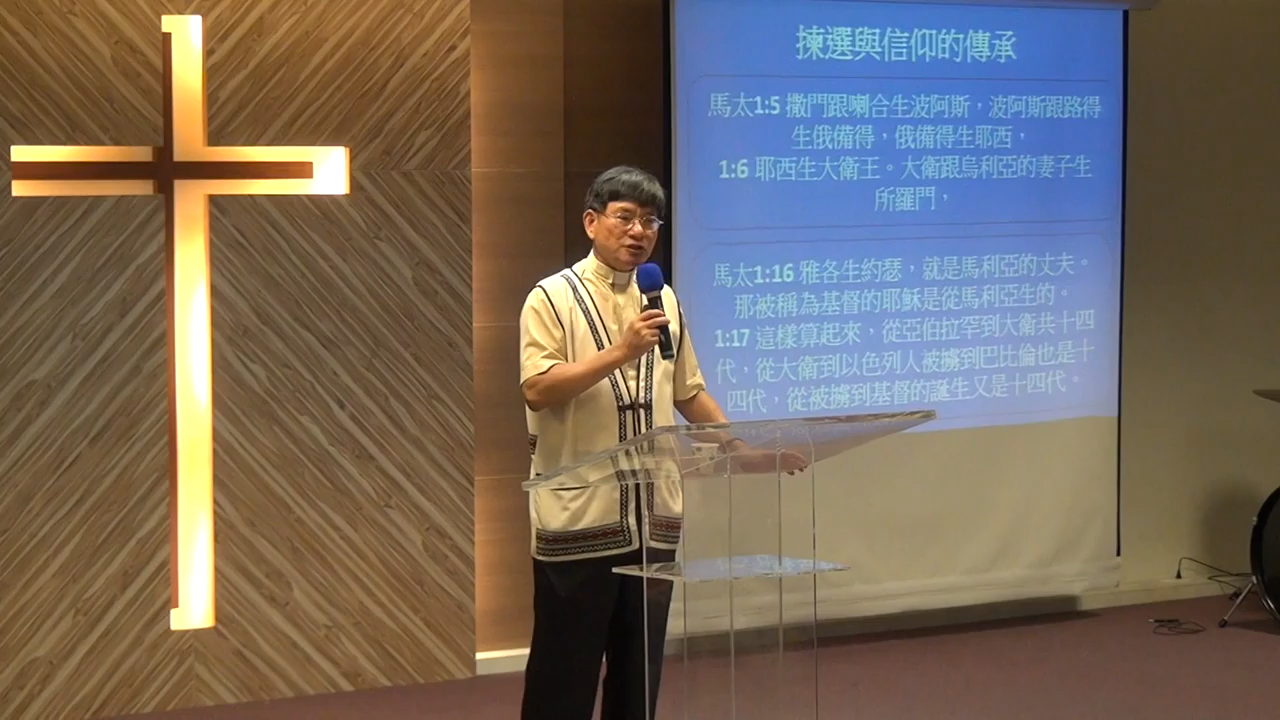 揀選與信仰的傳承
馬太1:5 撒門跟喇合生波阿斯，波阿斯跟路得
生俄備得，俄備得生耶西，
1:6 耶西生大衛王。大衛跟烏利亞的妻子生
所羅門，
馬太1:16 雅各生約瑟，就是馬利亞的丈夫。
那被稱為基督的耶穌是從馬利亞生的。
1:17 這樣算起來，從亞伯拉罕到大衛共十四
代，從大衛到以色列人被擄到巴比倫也是十
四代，從被擄到基督的誕生又是十四代。